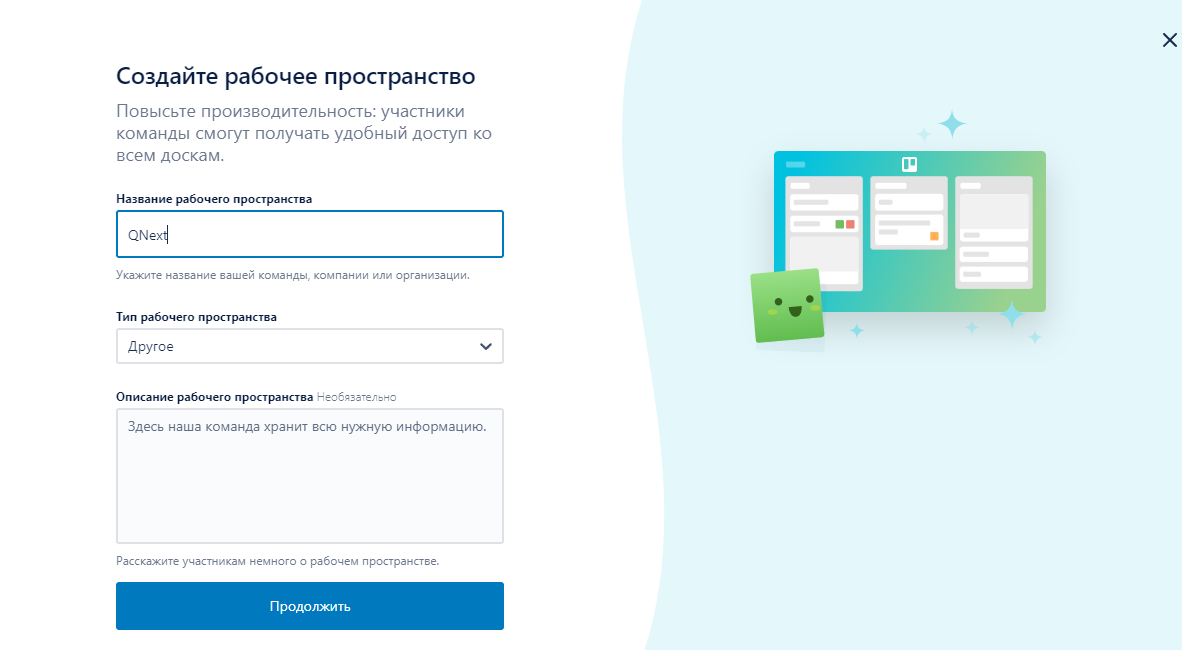 Создайте рабочее пространство
Повысьте производительность: участники
команды смогут получать удобный доступ ко
всем доскам.
Название рабочего пространства
QNext
Укажите название вашей команды, компании или организации.
Тип рабочего пространства
Другое
Описание рабочего пространства Необязательно
Здесь наша команда хранит всю нужную информацию.
Расскажите участникам немного о рабочем пространстве.
Продолжить